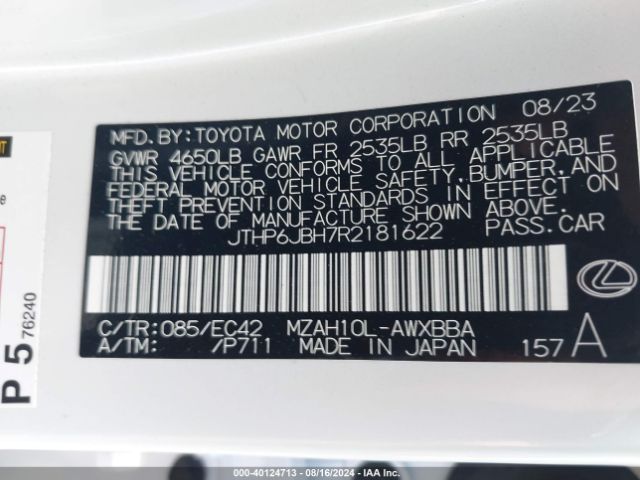 MFD.BY:TOYOTA MOTOR CORPORATION 08/23
GVWR 4650LB GAWR FR 2535LB RR 2535LB
THIS VEHICLE CONFORMS TO ALL APPLICABLE
FEDERAL MOTOR VEHICLE SAFETY,BUMPER,AND
THEFT PREVENTION STANDARDS IN EFFECT ON
THE DATE OF MANUFACTURE SHOWN ABOVE.
JTHP6JBH7R2181622 PASS.CAR
C/TR:085/EC42 MZAH10L-AWXBBA
A/TM: /P711 MADE IN JAPAN 157 A
P 5 76240
000-40124713 - 08/16/2024 - IAAI.COM